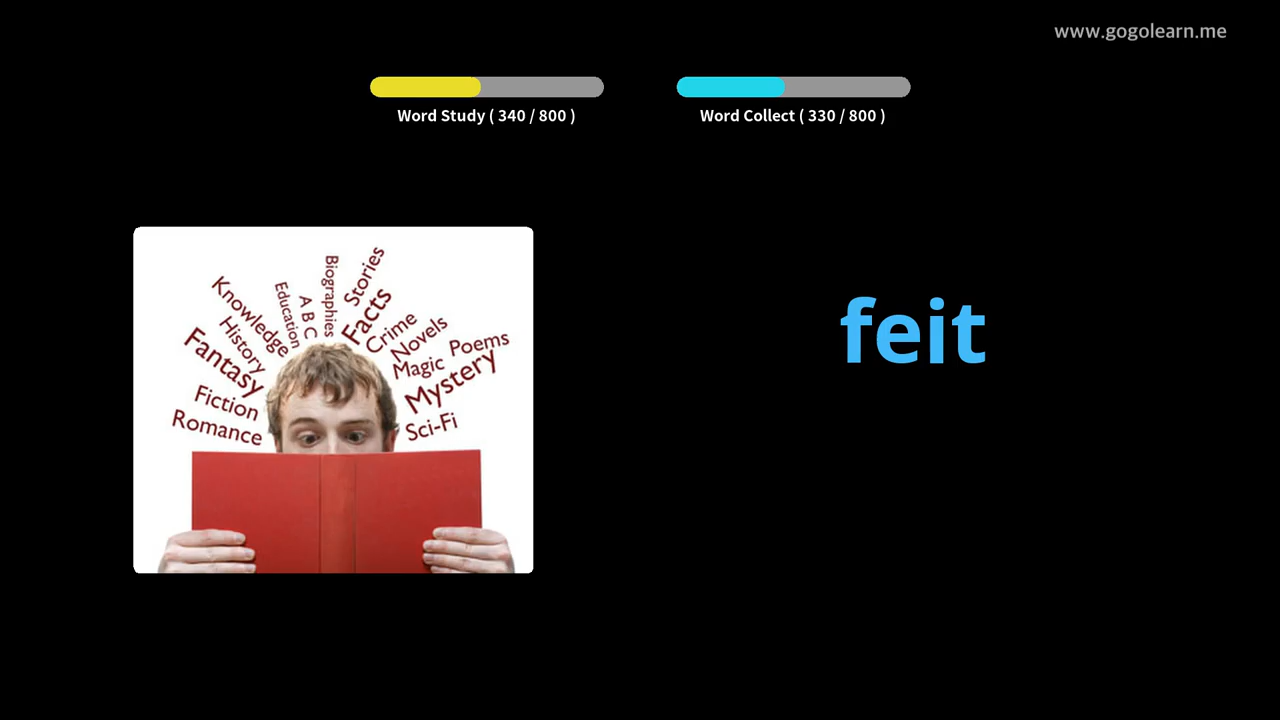 www.gogolearn.me
Word Study ( 340 / 800 )
Word Collect ( 330 / 800 )
feit
Biographies
Stories
Facts
Education
A B C
Knowledge
History
Crime
Novels
Poems
Fantasy
Magic
Mystery
Fiction
Romance
Sci-Fi